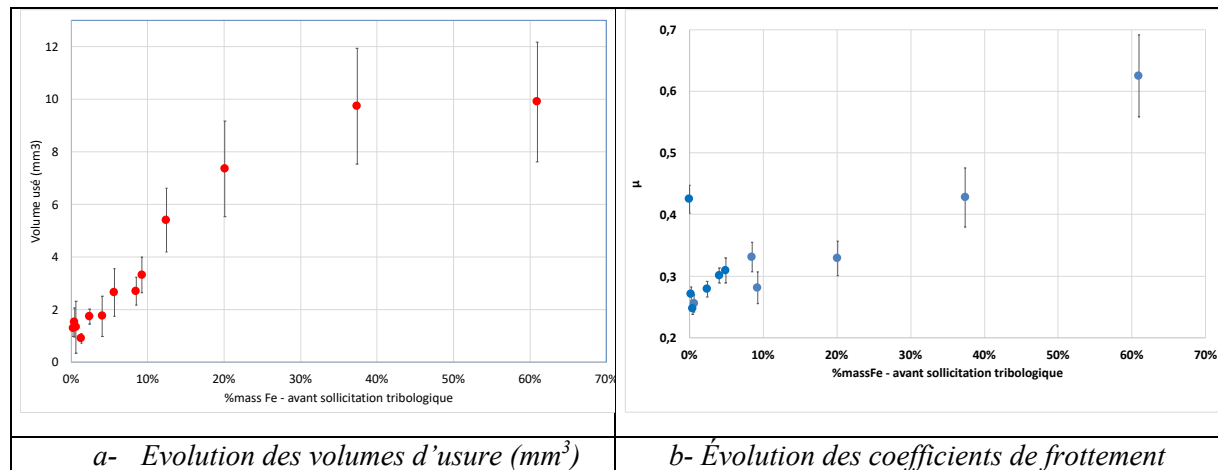 12
10
8
6
4
2
0
Volume usé (mm3)
0% 10% 20% 30% 40% 50% 60% 70%
%mass Fe - avant sollicitation tribologique
0,7
0,6
0,5
0,4
0,3
0,2
μ
0% 10% 20% 30% 40% 50% 60% 70%
%massFe - avant sollicitation tribologique
a- Evolution des volumes d’usure (mm³)
b- Évolution des coefficients de frottement